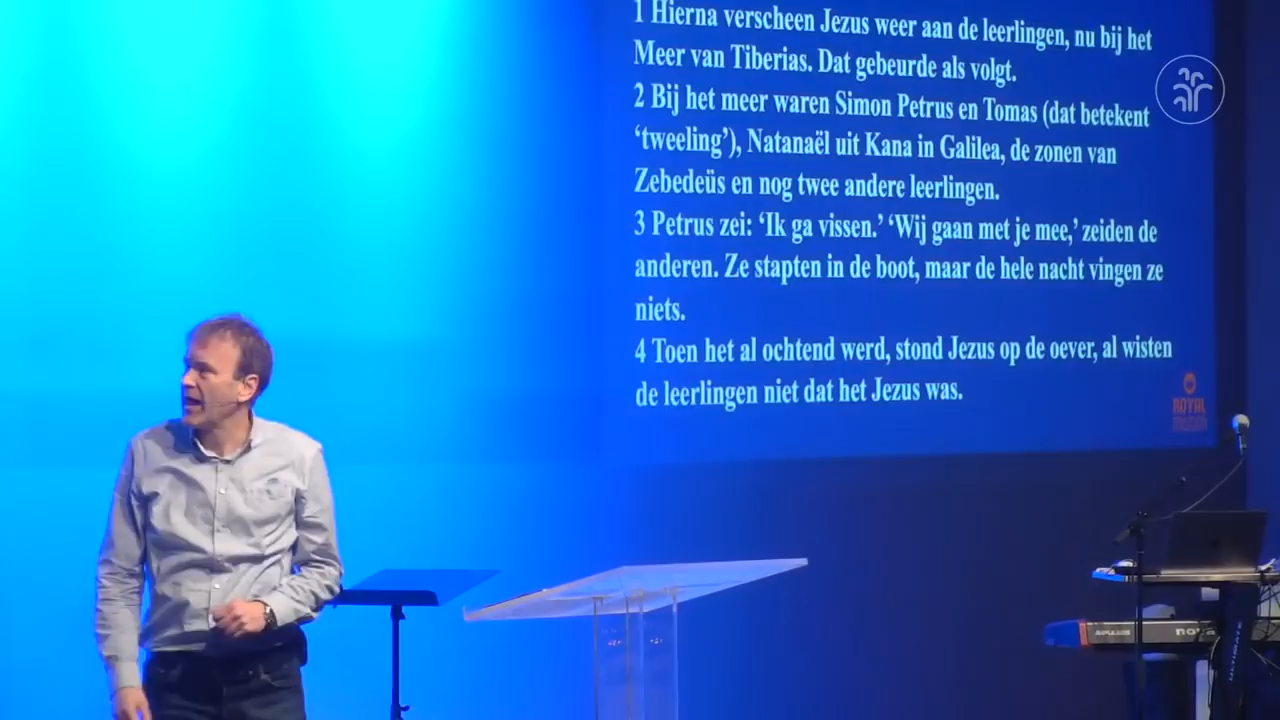 1 Hierna verscheen Jezus weer aan de leerlingen, nu bij het
Meer van Tiberias. Dat gebeurde als volgt.
2 Bij het meer waren Simon Petrus en Tomas (dat betekent
‘tweeling’), Natanaël uit Kana in Galilea, de zonen van
Zebedeüs en nog twee andere leerlingen.
3 Petrus zei: ‘Ik ga vissen.’ ‘Wij gaan met je mee,’ zeiden de
anderen. Ze stapten in de boot, maar de hele nacht vingen ze
niets.
4 Toen het al ochtend werd, stond Jezus op de oever, al wisten
de leerlingen niet dat het Jezus was.
ROYAL
nova
ULTIMATE